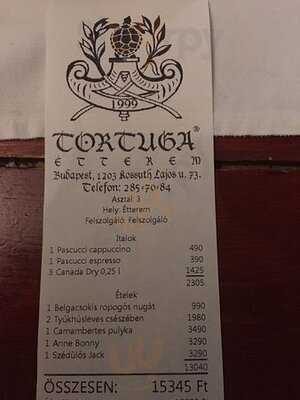 1999
TORTUGA®
ÉTTEREM
Budapest, 1203 Kossuth Lajos u. 73.
Telefon: 285-70-84
Asztal: 3
Hely: Étterem
Felszolgáló: Felszolgáló
Italok
1 Pascucci cappuccino 490
1 Pascucci espresso 390
3 Canada Dry 0,25 l 1425
2305
Ételek
1 Belgacsokis ropogós nugát 990
2 Tyúkhúsleves csészében 1980
1 Camambertes pulyka 3490
1 Anne Bonny 3290
1 Szédülős Jack 3290
13040
ÖSSZESEN: 15345 Ft